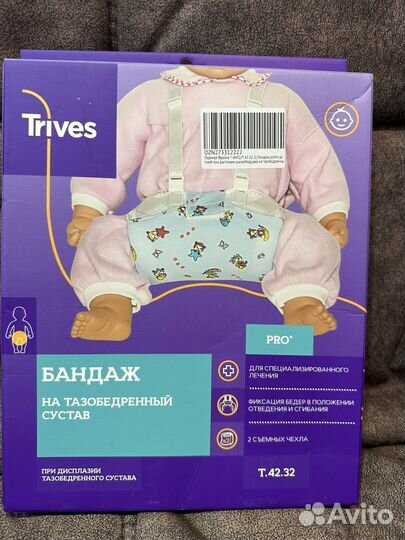 Trives
OZN275312222
БАНДАЖ
НА ТАЗОБЕДРЕННЫЙ
СУСТАВ
ПРИ ДИСПЛАЗИИ
ТАЗОБЕДРЕННОГО СУСТАВА
PRO+
ДЛЯ СПЕЦИАЛИЗИРОВАННОГО
ЛЕЧЕНИЯ
ФИКСАЦИЯ БЕДЕР В ПОЛОЖЕНИИ
ОТВЕДЕНИЯ И СГИБАНИЯ
2 СЪЕМНЫХ ЧЕХЛА
Т.42.32
Avito